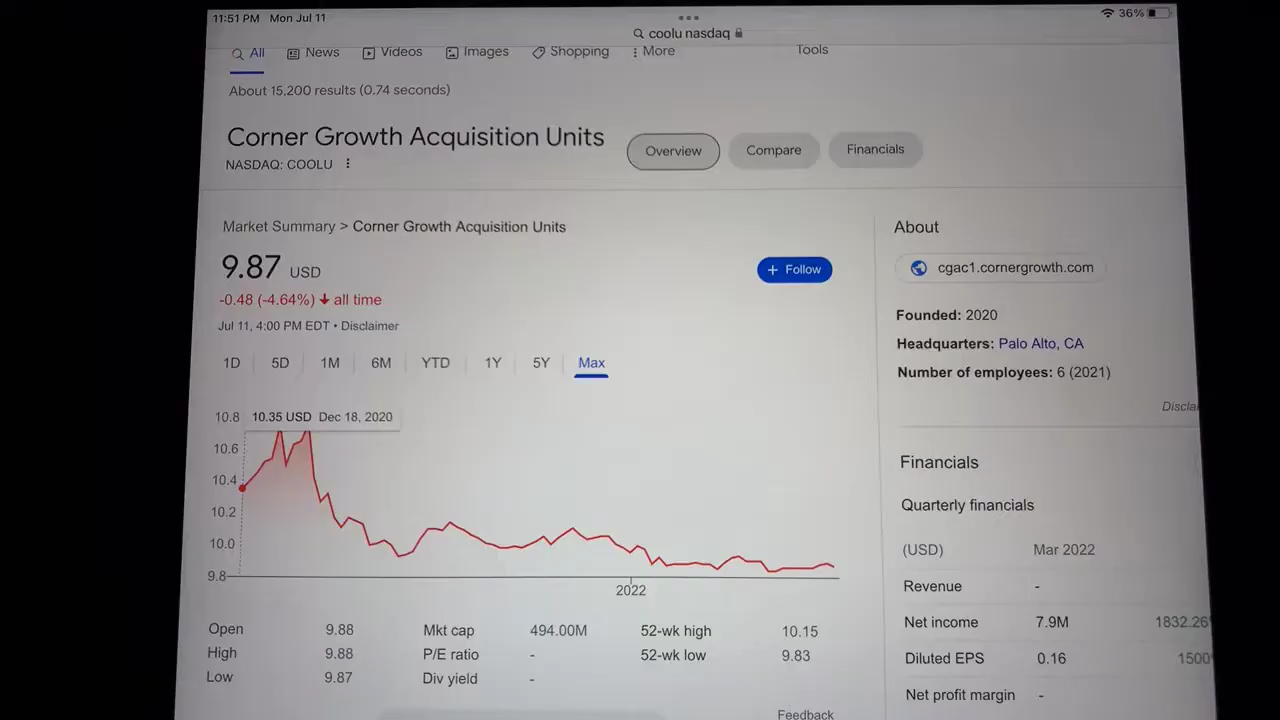 11:51 PM Mon Jul 11
36%
coolu nasdaq
All News Videos Images Shopping More Tools
About 15,200 results (0.74 seconds)
Corner Growth Acquisition Units
NASDAQ: COOLU
Overview Compare Financials
Market Summary > Corner Growth Acquisition Units
9.87 USD
-0.48 (-4.64%) all time
Jul 11, 4:00 PM EDT • Disclaimer
+ Follow
1D 5D 1M 6M YTD 1Y 5Y Max
10.8
10.35 USD Dec 18, 2020
10.6
10.4
10.2
10.0
9.8
2022
Open 9.88 Mkt cap 494.00M 52-wk high 10.15
High 9.88 P/E ratio - 52-wk low 9.83
Low 9.87 Div yield -
Feedback
About
cgac1.cornergrowth.com
Founded: 2020
Headquarters: Palo Alto, CA
Number of employees: 6 (2021)
Disclai
Financials
Quarterly financials
(USD) Mar 2022
Revenue -
Net income 7.9M 1832.26
Diluted EPS 0.16 1500
Net profit margin -